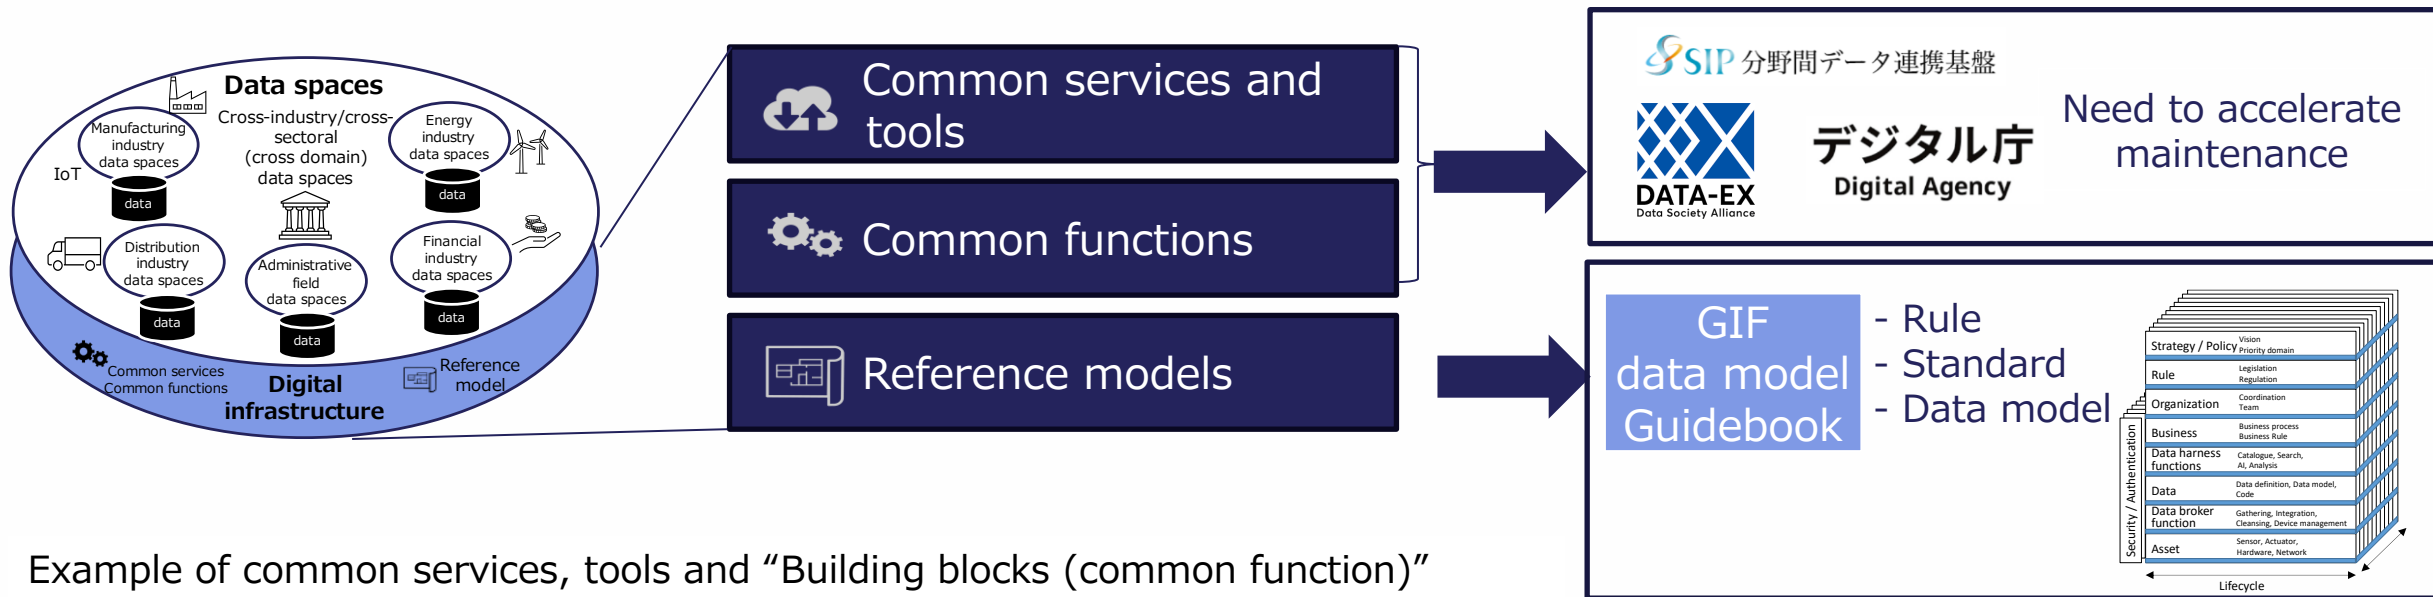 Data spaces
Cross-industry/cross-
sectoral
(cross domain)
data spaces
Manufacturing
industry
data spaces
IoT
data
Energy
industry
data spaces
data
Distribution
industry
data spaces
data
Administrative
field
data spaces
data
Financial
industry
data spaces
data
Common services
Common functions
Digital
infrastructure
Reference
model
Common services and
tools
Common functions
Reference models
SIP 分野間データ連携基盤
DATA-EX
Data Society Alliance
デジタル庁
Digital Agency
Need to accelerate
maintenance
GIF
data model
Guidebook
- Rule
- Standard
- Data model
Security / Authentication
Strategy / Policy
Vision
Priority domain
Rule
Legislation
Regulation
Organization
Coordination
Team
Business
Business process
Business Rule
Data harness
functions
Catalogue, Search,
AI, Analysis
Data
Data definition, Data model,
Code
Data broker
function
Gathering, Integration,
Cleansing, Device management
Asset
Sensor, Actuator,
Hardware, Network
Lifecycle
Example of common services, tools and “Building blocks (common function)”